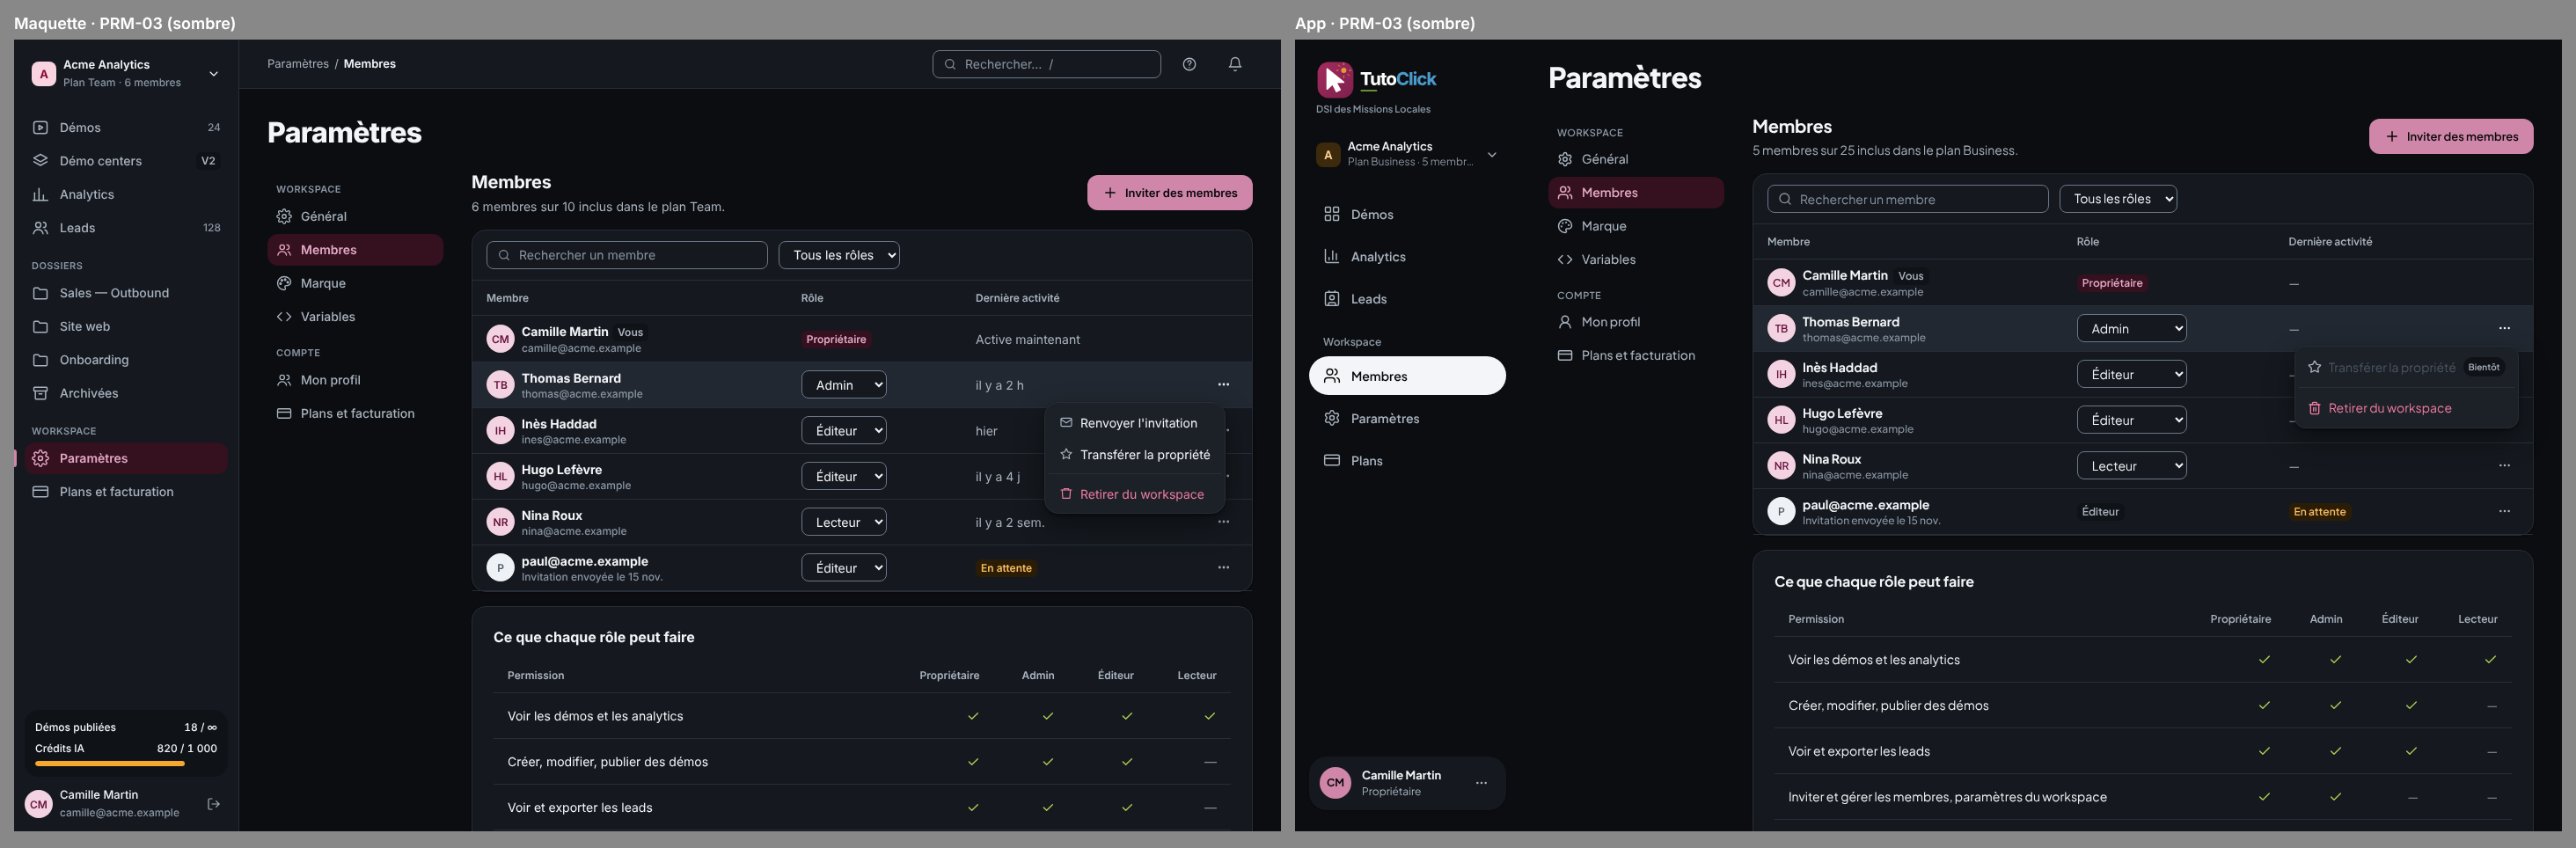 Maquette · PRM-03 (sombre)
A
Acme Analytics
Plan Team · 6 membres
Démos 24
Démo centers V2
Analytics
Leads 128
DOSSIERS
Sales — Outbound
Site web
Onboarding
Archivées
WORKSPACE
Paramètres
Plans et facturation
Démos publiées 18 / ∞
Crédits IA 820 / 1 000
CM
Camille Martin
camille@acme.example
Paramètres / Membres
Rechercher... /
Paramètres
WORKSPACE
Général
Membres
Marque
Variables
COMPTE
Mon profil
Plans et facturation
Membres
6 membres sur 10 inclus dans le plan Team.
Inviter des membres
Rechercher un membre
Tous les rôles
Membre Rôle Dernière activité
CM Camille Martin Vous
camille@acme.example
Propriétaire
Active maintenant
TB Thomas Bernard
thomas@acme.example
Admin
il y a 2 h
IH Inès Haddad
ines@acme.example
Éditeur
hier
HL Hugo Lefèvre
hugo@acme.example
Éditeur
il y a 4 j
NR Nina Roux
nina@acme.example
Lecteur
il y a 2 sem.
P paul@acme.example
Invitation envoyée le 15 nov.
Éditeur
En attente
Renvoyer l'invitation
Transférer la propriété
Retirer du workspace
Ce que chaque rôle peut faire
Permission Propriétaire Admin Éditeur Lecteur
Voir les démos et les analytics
Créer, modifier, publier des démos —
Voir et exporter les leads —
App · PRM-03 (sombre)
TutoClick
DSI des Missions Locales
A
Acme Analytics
Plan Business · 5 membr...
Démos
Analytics
Leads
Workspace
Membres
Paramètres
Plans
CM
Camille Martin
Propriétaire
Paramètres
WORKSPACE
Général
Membres
Marque
Variables
COMPTE
Mon profil
Plans et facturation
Membres
5 membres sur 25 inclus dans le plan Business.
Inviter des membres
Rechercher un membre
Tous les rôles
Membre Rôle Dernière activité
CM Camille Martin Vous
camille@acme.example
Propriétaire
—
TB Thomas Bernard
thomas@acme.example
Admin
—
IH Inès Haddad
ines@acme.example
Éditeur
HL Hugo Lefèvre
hugo@acme.example
Éditeur
NR Nina Roux
nina@acme.example
Lecteur
—
P paul@acme.example
Invitation envoyée le 15 nov.
Éditeur
En attente
Transférer la propriété Bientôt
Retirer du workspace
Ce que chaque rôle peut faire
Permission Propriétaire Admin Éditeur Lecteur
Voir les démos et les analytics
Créer, modifier, publier des démos —
Voir et exporter les leads —
Inviter et gérer les membres, paramètres du workspace — —